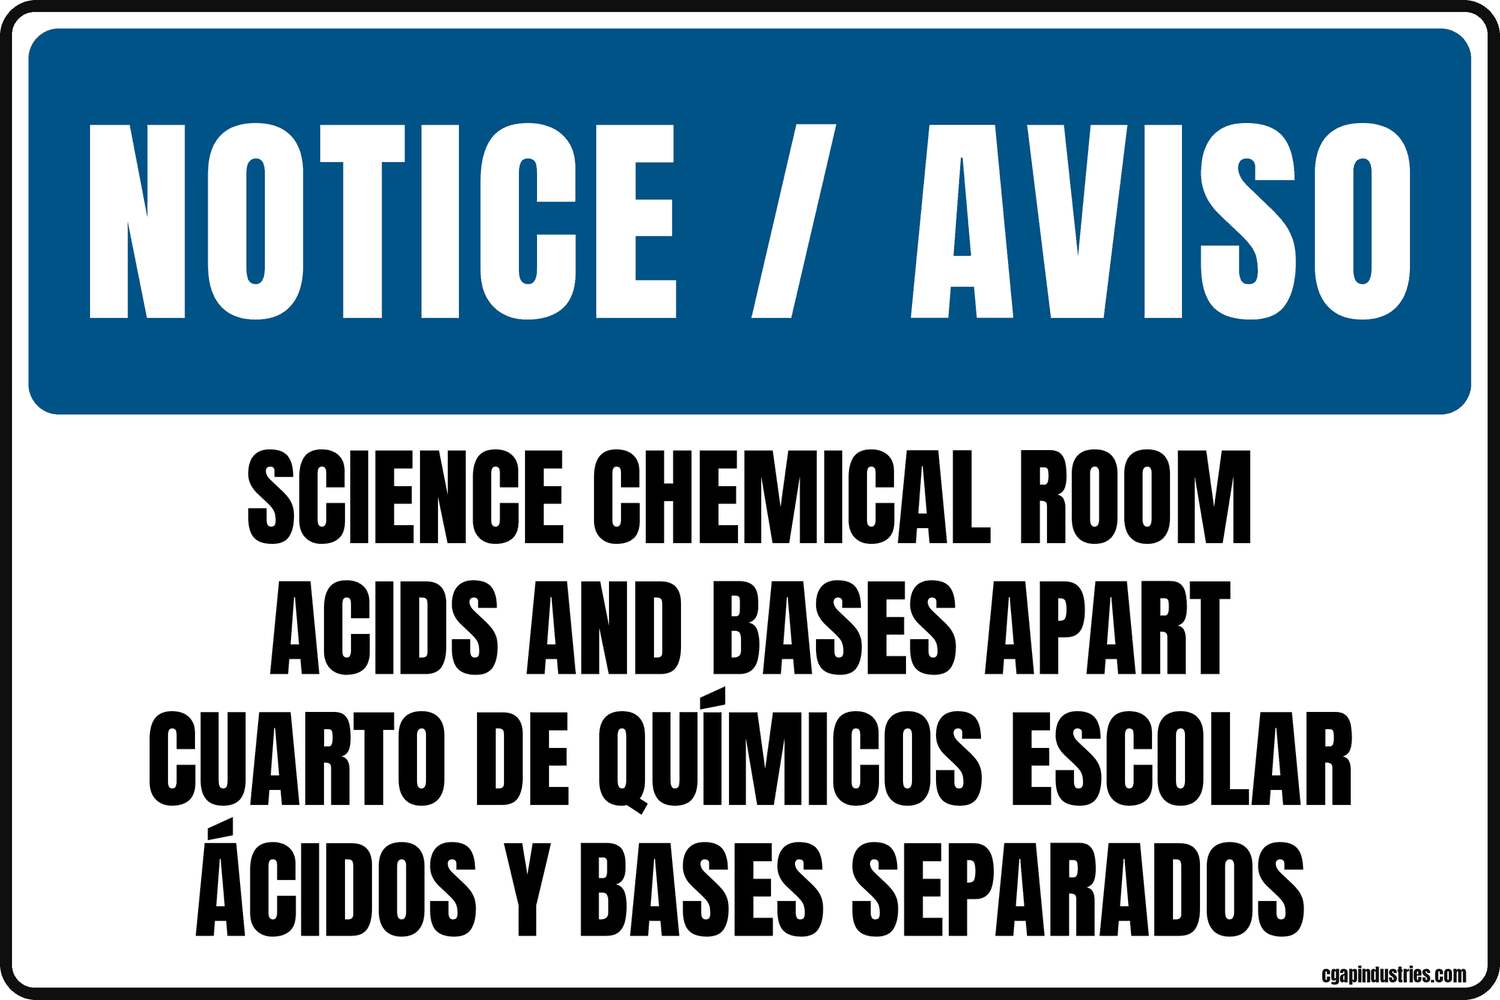 NOTICE / AVISO
SCIENCE CHEMICAL ROOM
ACIDS AND BASES APART
CUARTO DE QUÍMICOS ESCOLAR
ÁCIDOS Y BASES SEPARADOS
cgapindustries.com